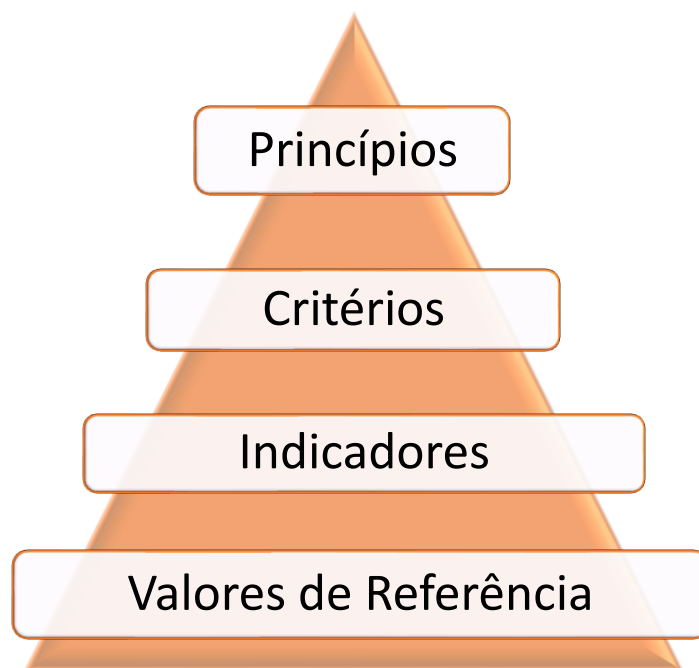 Princípios
Critérios
Indicadores
Valores de Referência